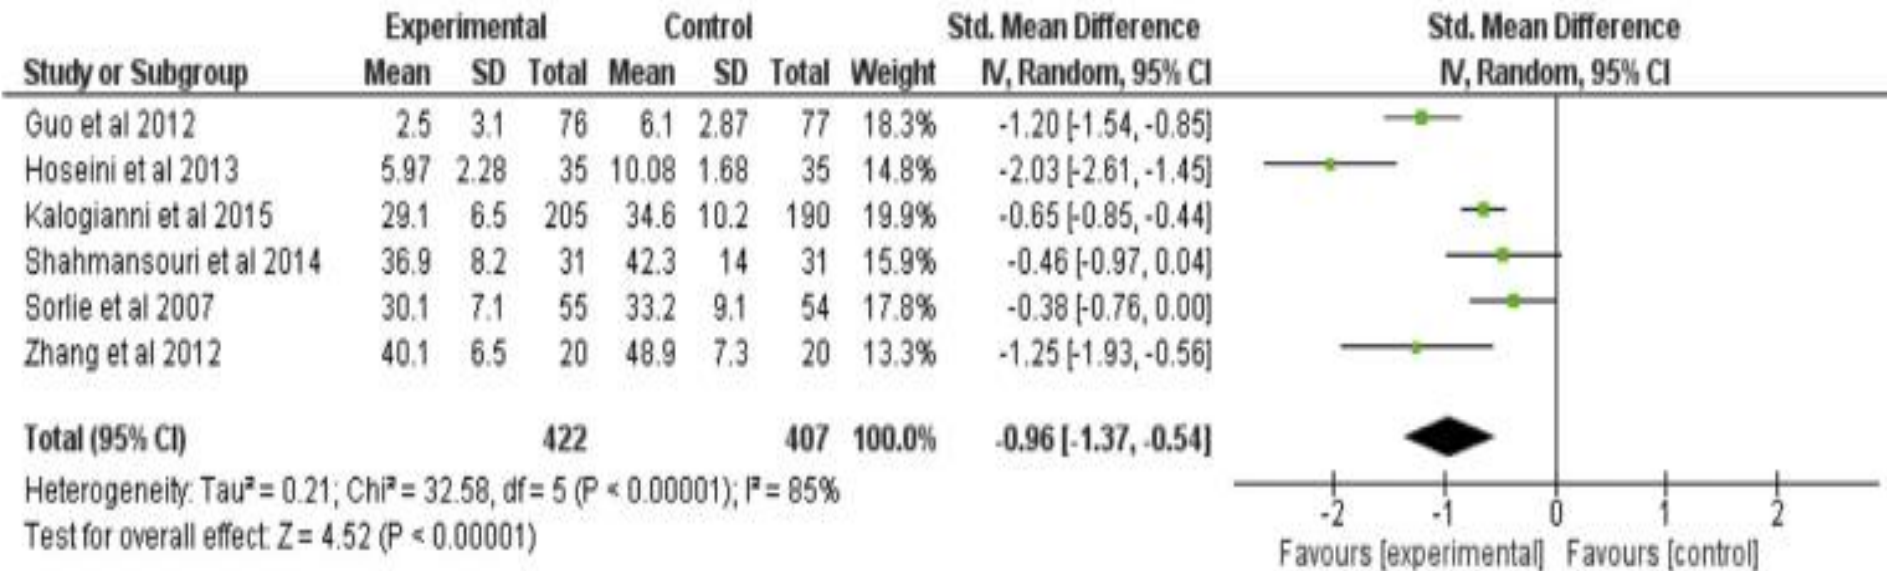 Experimental Control Std. Mean Difference Std. Mean Difference
Study or Subgroup Mean SD Total Mean SD Total Weight IV, Random, 95% CI IV, Random, 95% CI
Guo et al 2012 2.5 3.1 76 6.1 2.87 77 18.3% -1.20 [-1.54, -0.85]
Hoseini et al 2013 5.97 2.28 35 10.08 1.68 35 14.8% -2.03 [-2.61, -1.45]
Kalogianni et al 2015 29.1 6.5 205 34.6 10.2 190 19.9% -0.65 [-0.85, -0.44]
Shahmansouri et al 2014 36.9 8.2 31 42.3 14 31 15.9% -0.46 [-0.97, 0.04]
Sorlie et al 2007 30.1 7.1 55 33.2 9.1 54 17.8% -0.38 [-0.76, 0.00]
Zhang et al 2012 40.1 6.5 20 48.9 7.3 20 13.3% -1.25 [-1.93, -0.56]
Total (95% CI) 422 407 100.0% -0.96 [-1.37, -0.54]
Heterogeneity: Tau² = 0.21; Chi² = 32.58, df = 5 (P < 0.00001); I² = 85%
Test for overall effect: Z = 4.52 (P < 0.00001)
-2 -1 0 1 2
Favours [experimental] Favours [control]